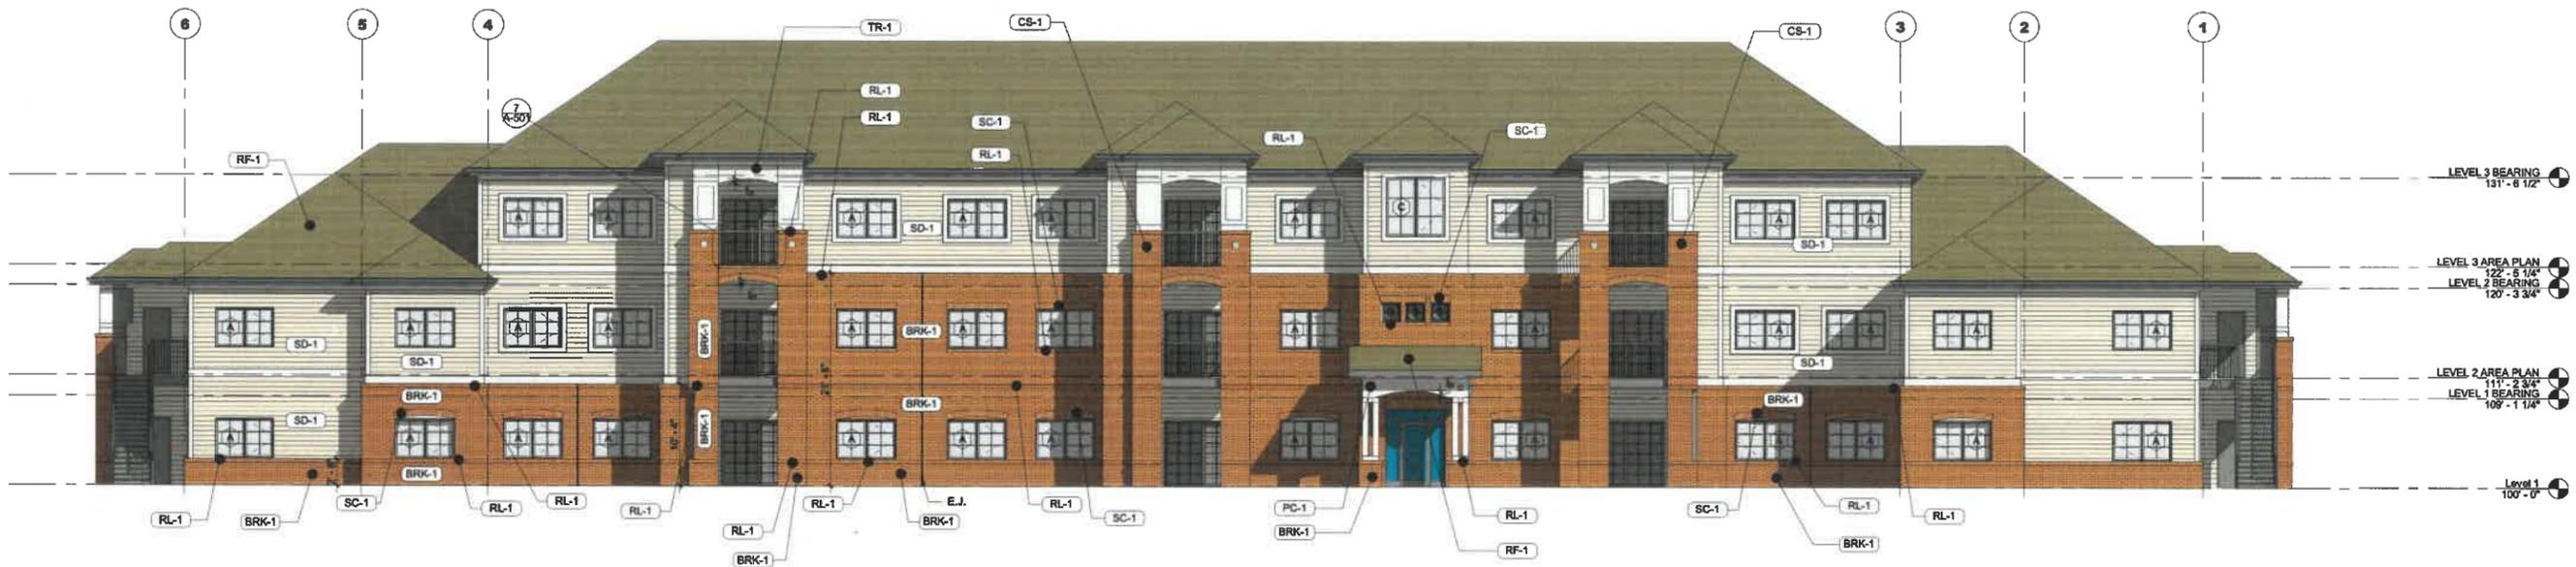 6
5
4
TR-1
CS-1
CS-1
3
2
1
7
A-501
RL-1
RL-1
SC-1
RL-1
RL-1
SC-1
RF-1
LEVEL 3 BEARING
131' - 6 1/2"
A
A
A
A
A
A
C
A
A
A
SD-1
SD-1
LEVEL 3 AREA PLAN
122' - 5 1/4"
LEVEL 2 BEARING
120' - 3 3/4"
A
A
A
A
A
A
A
A
A
A
A
A
A
SD-1
SD-1
BRK-1
BRK-1
SD-1
LEVEL 2 AREA PLAN
111' - 2 3/4"
LEVEL 1 BEARING
109' - 1 1/4"
BRK-1
BRK-1
BRK-1
SD-1
BRK-1
A
A
A
A
A
A
A
A
A
A
A
A
A
10' - 8"
BRK-1
Level 1
100' - 0"
RL-1
BRK-1
SC-1
RL-1
RL-1
RL-1
RL-1
BRK-1
RL-1
BRK-1
E.J.
RL-1
SC-1
PC-1
BRK-1
RL-1
RF-1
SC-1
RL-1
BRK-1
RL-1